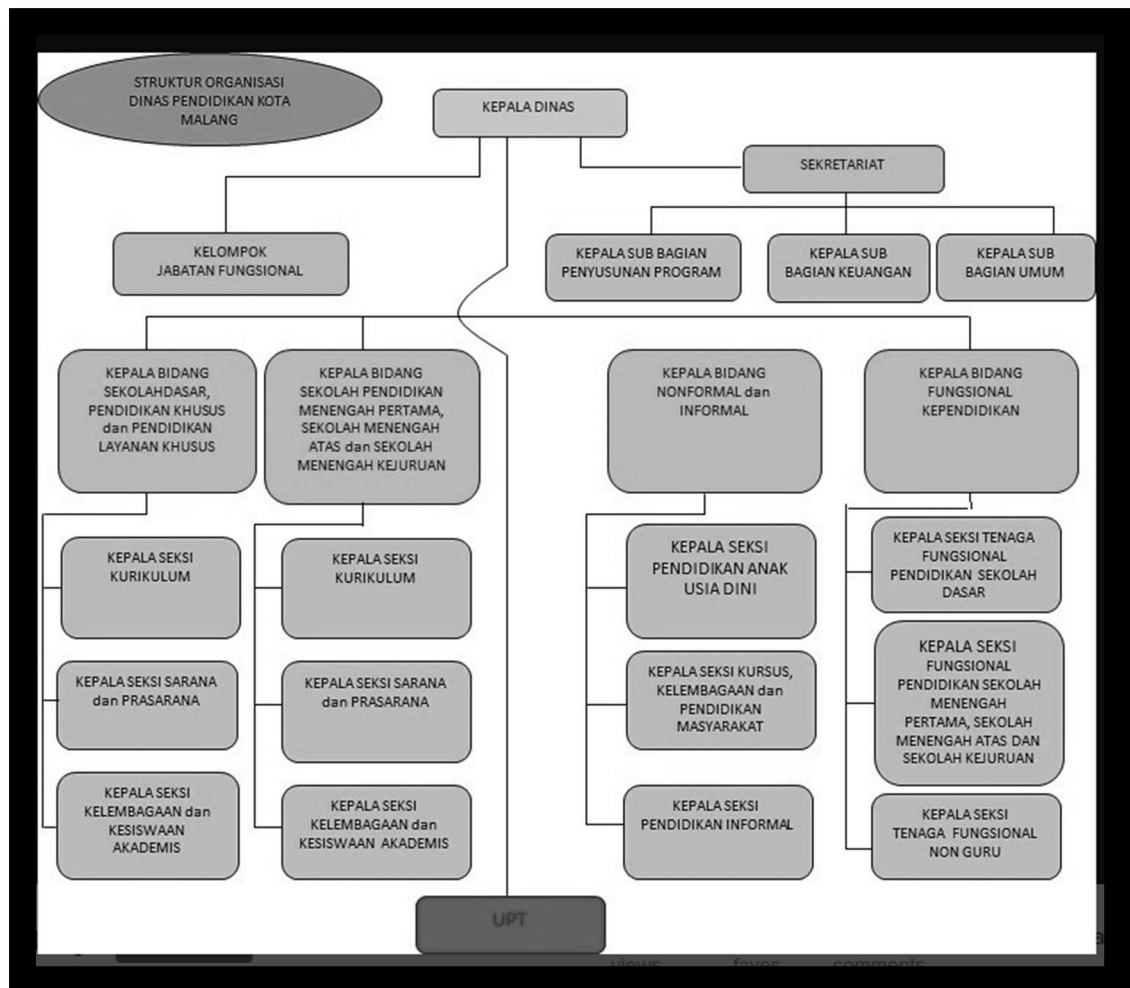 STRUKTUR ORGANISASI
DINAS PENDIDIKAN KOTA
MALANG
KEPALA DINAS
SEKRETARIAT
KELOMPOK
JABATAN FUNGSIONAL
KEPALA SUB BAGIAN
PENYUSUNAN PROGRAM
KEPALA SUB
BAGIAN KEUANGAN
KEPALA SUB
BAGIAN UMUM
KEPALA BIDANG
SEKOLAHDASAR,
PENDIDIKAN KHUSUS
dan PENDIDIKAN
LAYANAN KHUSUS
KEPALA BIDANG
SEKOLAH PENDIDIKAN
MENENGAH PERTAMA,
SEKOLAH MENENGAH
ATAS dan SEKOLAH
MENENGAH KEJURUAN
KEPALA BIDANG
NONFORMAL dan
INFORMAL
KEPALA BIDANG
FUNGSIONAL
KEPENDIDIKAN
KEPALA SEKSI
KURIKULUM
KEPALA SEKSI
KURIKULUM
KEPALA SEKSI
PENDIDIKAN ANAK
USIA DINI
KEPALA SEKSI TENAGA
FUNGSIONAL
PENDIDIKAN SEKOLAH
DASAR
KEPALA SEKSI SARANA
dan PRASARANA
KEPALA SEKSI SARANA
dan PRASARANA
KEPALA SEKSI KURSUS,
KELEMBAGAAN dan
PENDIDIKAN
MASYARAKAT
KEPALA SEKSI
FUNGSIONAL
PENDIDIKAN SEKOLAH
MENENGAH
PERTAMA, SEKOLAH
MENENGAH ATAS DAN
SEKOLAH KEJURUAN
KEPALA SEKSI
KELEMBAGAAN dan
KESISWAAN
AKADEMIS
KEPALA SEKSI
KELEMBAGAAN dan
KESISWAAN AKADEMIS
KEPALA SEKSI
PENDIDIKAN INFORMAL
KEPALA SEKSI
TENAGA FUNGSIONAL
NON GURU
UPT
views faves comments